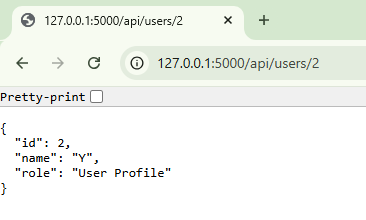 127.0.0.1:5000/api/users/2
127.0.0.1:5000/api/users/2
Pretty-print
{
  "id": 2,
  "name": "Y",
  "role": "User Profile"
}